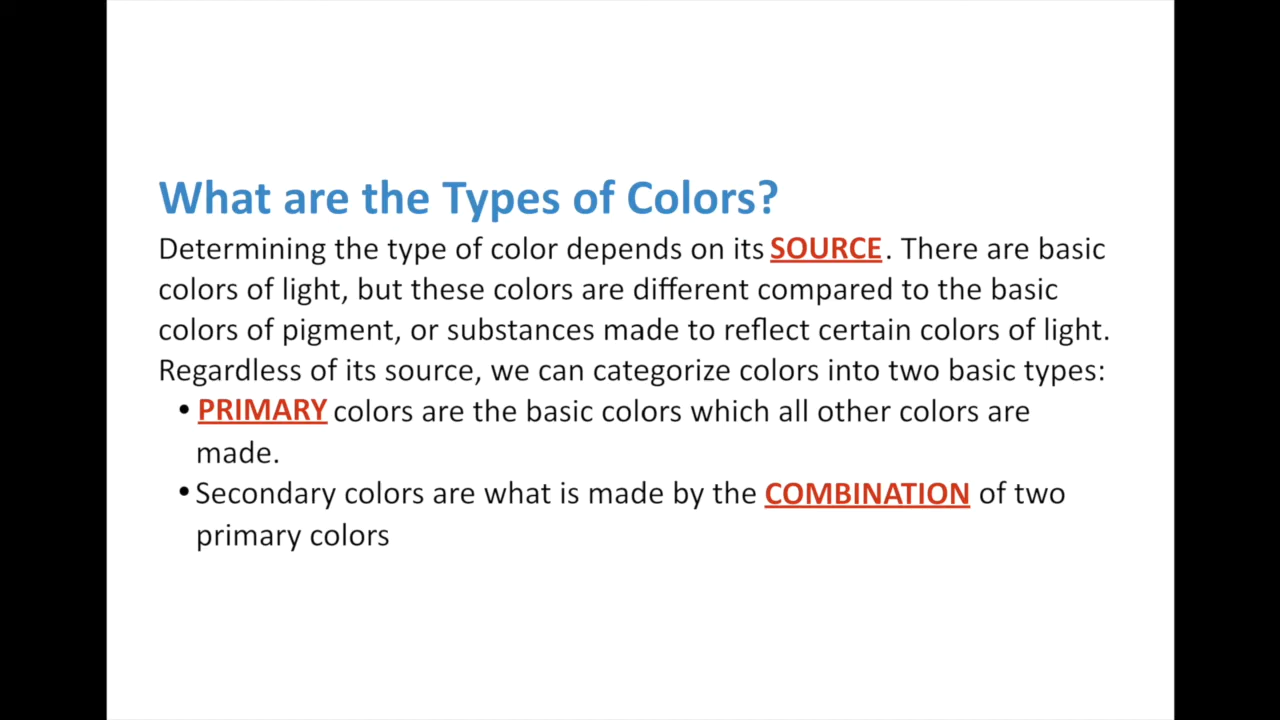 What are the Types of Colors?
Determining the type of color depends on its SOURCE. There are basic
colors of light, but these colors are different compared to the basic
colors of pigment, or substances made to reflect certain colors of light.
Regardless of its source, we can categorize colors into two basic types:
• PRIMARY colors are the basic colors which all other colors are
made.
• Secondary colors are what is made by the COMBINATION of two
primary colors